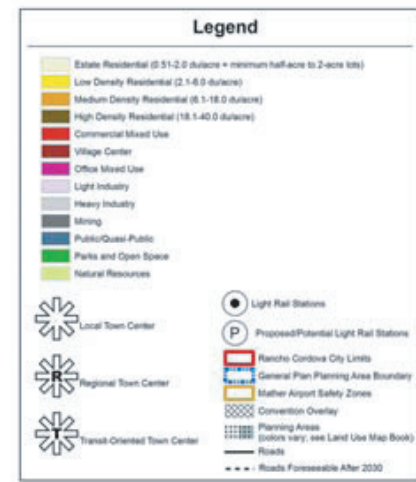 Legend
Estate Residential (0.51-2.0 du/acre = minimum half-acre to 2-acre lots)
Low Density Residential (2.1-6.0 du/acre)
Medium Density Residential (6.1-18.0 du/acre)
High Density Residential (18.1-40.0 du/acre)
Commercial Mixed Use
Village Center
Office Mixed Use
Light Industry
Heavy Industry
Mining
Public/Quasi-Public
Parks and Open Space
Natural Resources
Local Town Center
R
Regional Town Center
T
Transit-Oriented Town Center
Light Rail Stations
P
Proposed/Potential Light Rail Stations
Rancho Cordova City Limits
General Plan Planning Area Boundary
Mather Airport Safety Zones
Convention Overlay
Planning Areas
(colors vary; see Land Use Map Book)
Roads
Roads Foreseeable After 2030